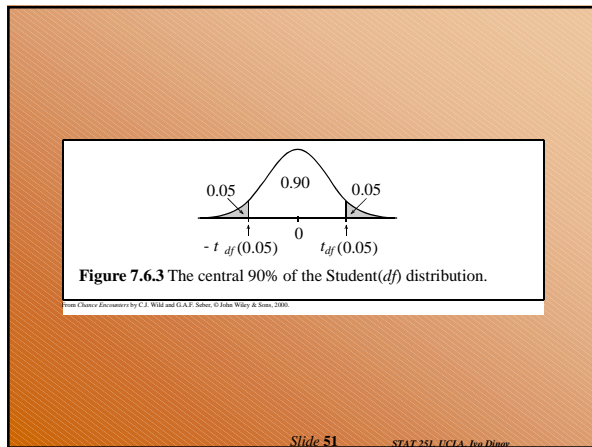 0.05 0.90 0.05
0
- t df (0.05) tdf (0.05)
Figure 7.6.3 The central 90% of the Student(df) distribution.
From Chance Encounters by C.J. Wild and G.A.F. Seber, © John Wiley & Sons, 2000.
Slide 51 STAT 251, UCLA, Ivo Dinov